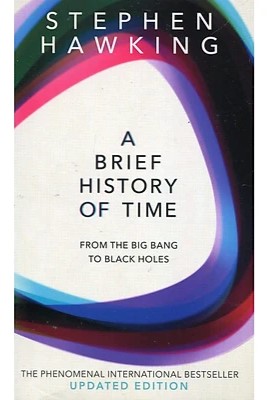 STEPHEN
HAWKING
A
BRIEF
HISTORY
OF TIME
FROM THE BIG BANG
TO BLACK HOLES
THE PHENOMENAL INTERNATIONAL BESTSELLER
UPDATED EDITION